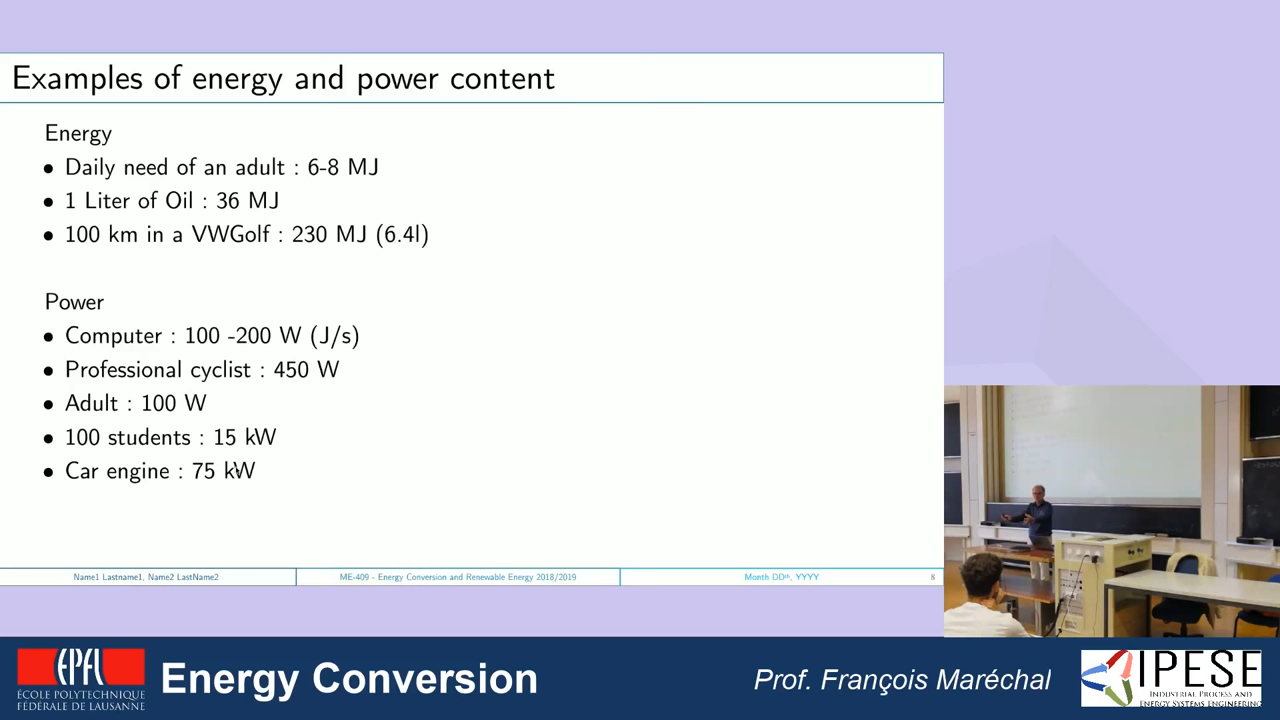 Examples of energy and power content
Energy
• Daily need of an adult : 6-8 MJ
• 1 Liter of Oil : 36 MJ
• 100 km in a VWGolf : 230 MJ (6.4l)
Power
• Computer : 100 -200 W (J/s)
• Professional cyclist : 450 W
• Adult : 100 W
• 100 students : 15 kW
• Car engine : 75 kW
Name1 Lastname1, Name2 LastName2
ME-409 - Energy Conversion and Renewable Energy 2018/2019
Month DDth, YYYY
8
EPFL
ÉCOLE POLYTECHNIQUE
FÉDÉRALE DE LAUSANNE
Energy Conversion
Prof. François Maréchal
IPESE
Industrial Process and
Energy Systems Engineering